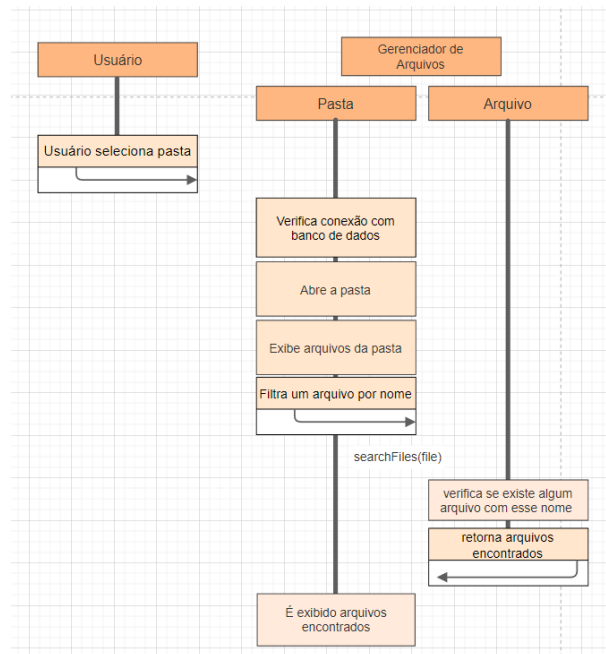 Usuário
Gerenciador de
Arquivos
Pasta
Arquivo
Usuário seleciona pasta
Verifica conexão com
banco de dados
Abre a pasta
Exibe arquivos da pasta
Filtra um arquivo por nome
searchFiles(file)
verifica se existe algum
arquivo com esse nome
retorna arquivos
encontrados
É exibido arquivos
encontrados